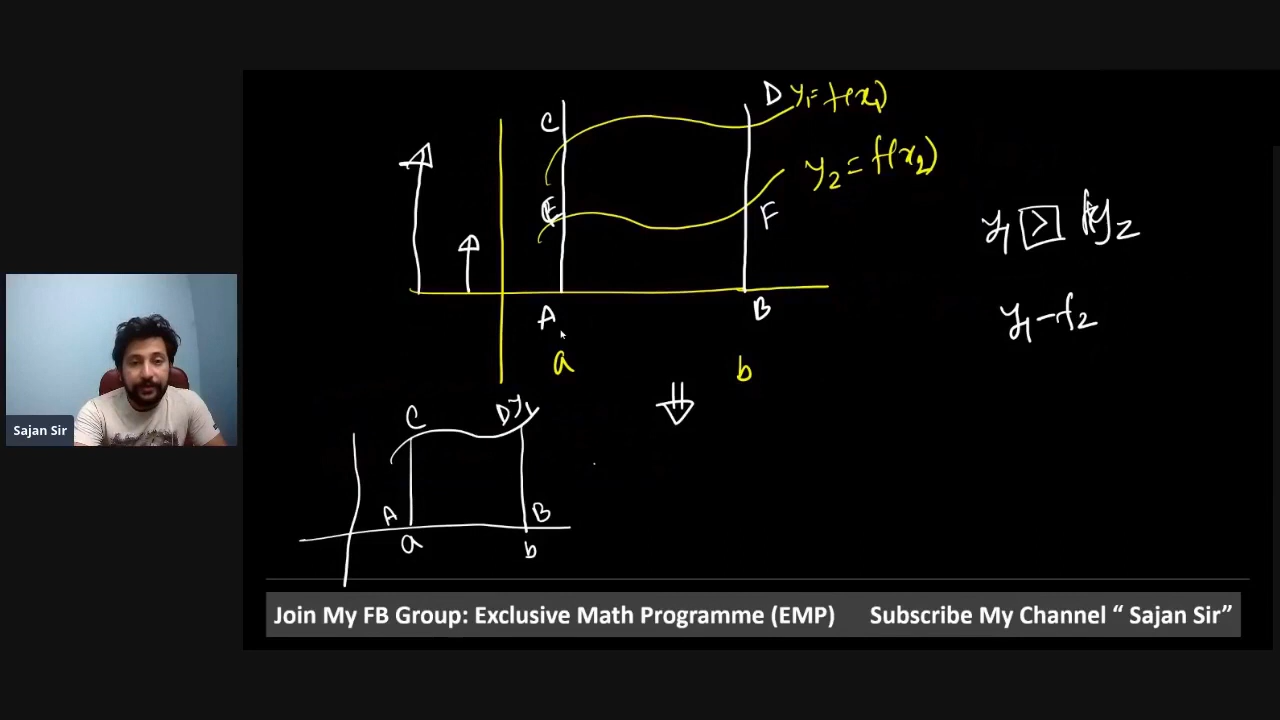 C
D y₁ = f(x₁)
y₂ = f(x₂)
E
F
y₁ > y₂
A
B
y₁ - f₂
a
b
C
D y₁
A
B
a
b
Sajan Sir
Join My FB Group: Exclusive Math Programme (EMP) Subscribe My Channel “ Sajan Sir”